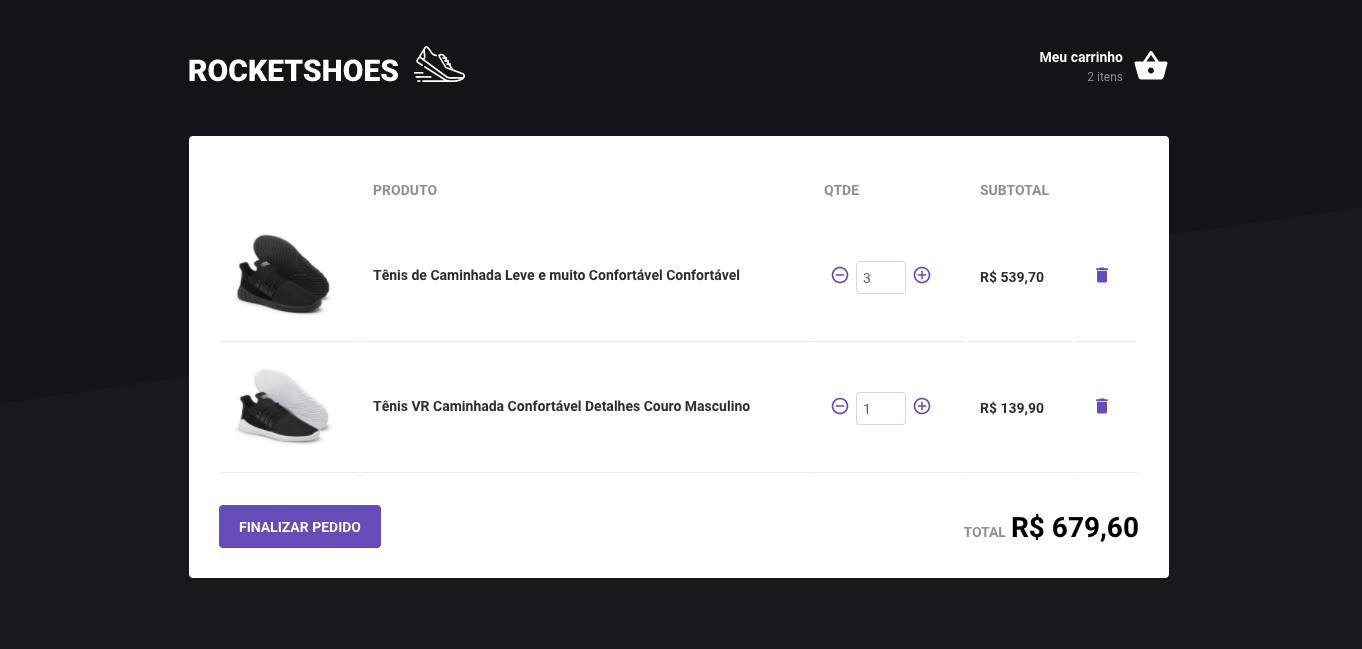 ROCKETSHOES
Meu carrinho
2 itens
PRODUTO QTDE SUBTOTAL
Tênis de Caminhada Leve e muito Confortável Confortável 3 R$ 539,70
Tênis VR Caminhada Confortável Detalhes Couro Masculino 1 R$ 139,90
FINALIZAR PEDIDO TOTAL R$ 679,60